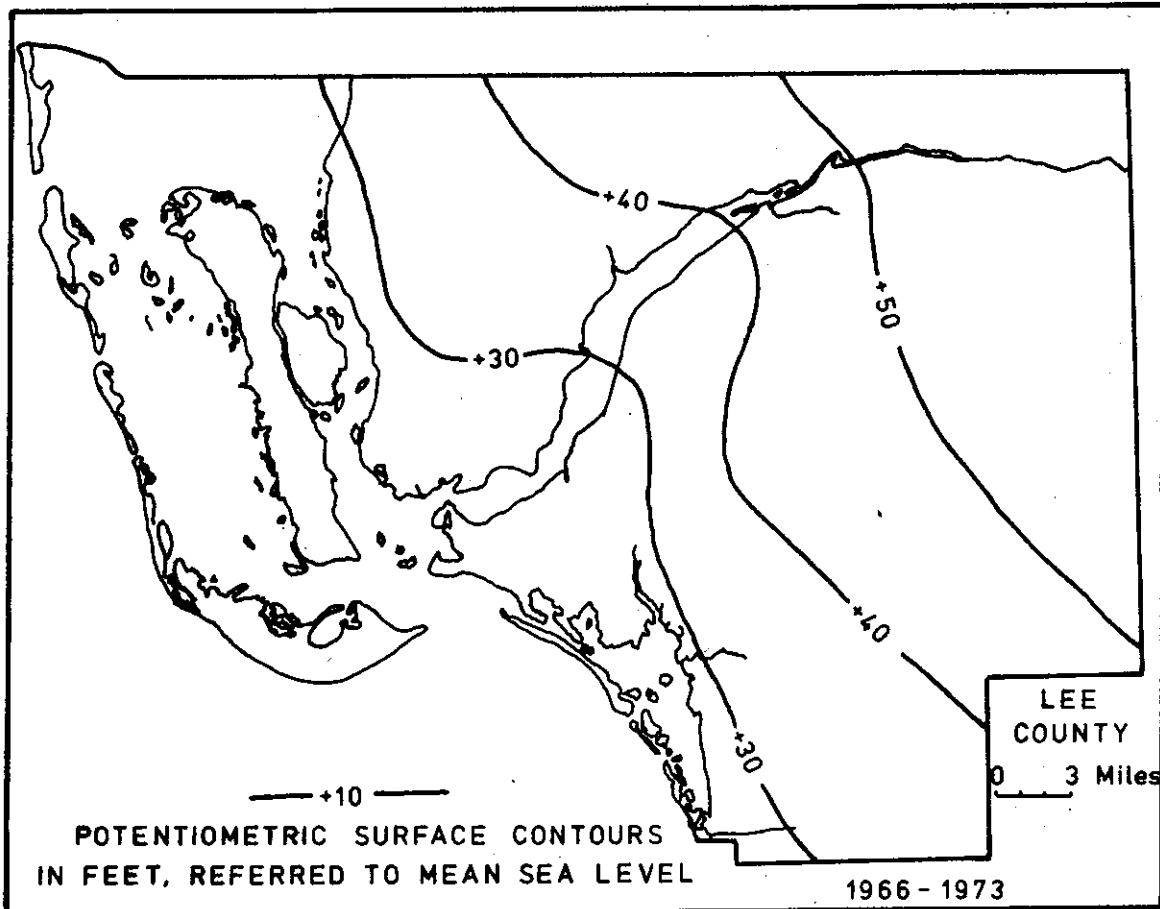 +40
+50
+30
+40
LEE
COUNTY
+30
0 3 Miles
+10
POTENTIOMETRIC SURFACE CONTOURS
IN FEET, REFERRED TO MEAN SEA LEVEL
1966 - 1973